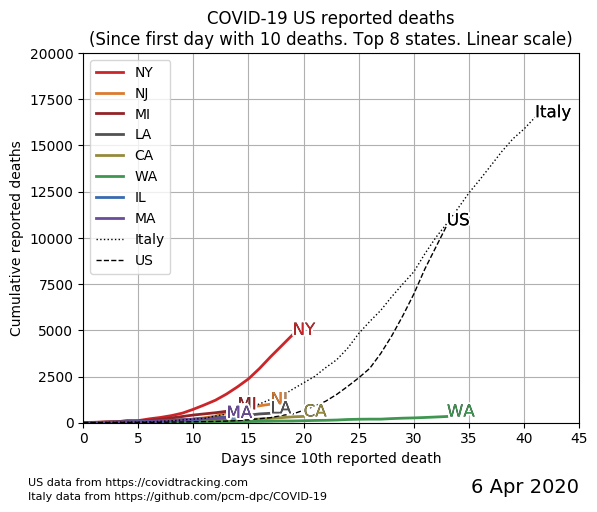 COVID-19 US reported deaths
(Since first day with 10 deaths. Top 8 states. Linear scale)
20000
17500
15000
12500
10000
7500
5000
2500
0
Cumulative reported deaths
NY
NJ
MI
LA
CA
WA
IL
MA
Italy
US
Italy
US
NY
NJ
MI
LA
MA
CA
WA
0 5 10 15 20 25 30 35 40 45
Days since 10th reported death
US data from https://covidtracking.com
Italy data from https://github.com/pcm-dpc/COVID-19
6 Apr 2020